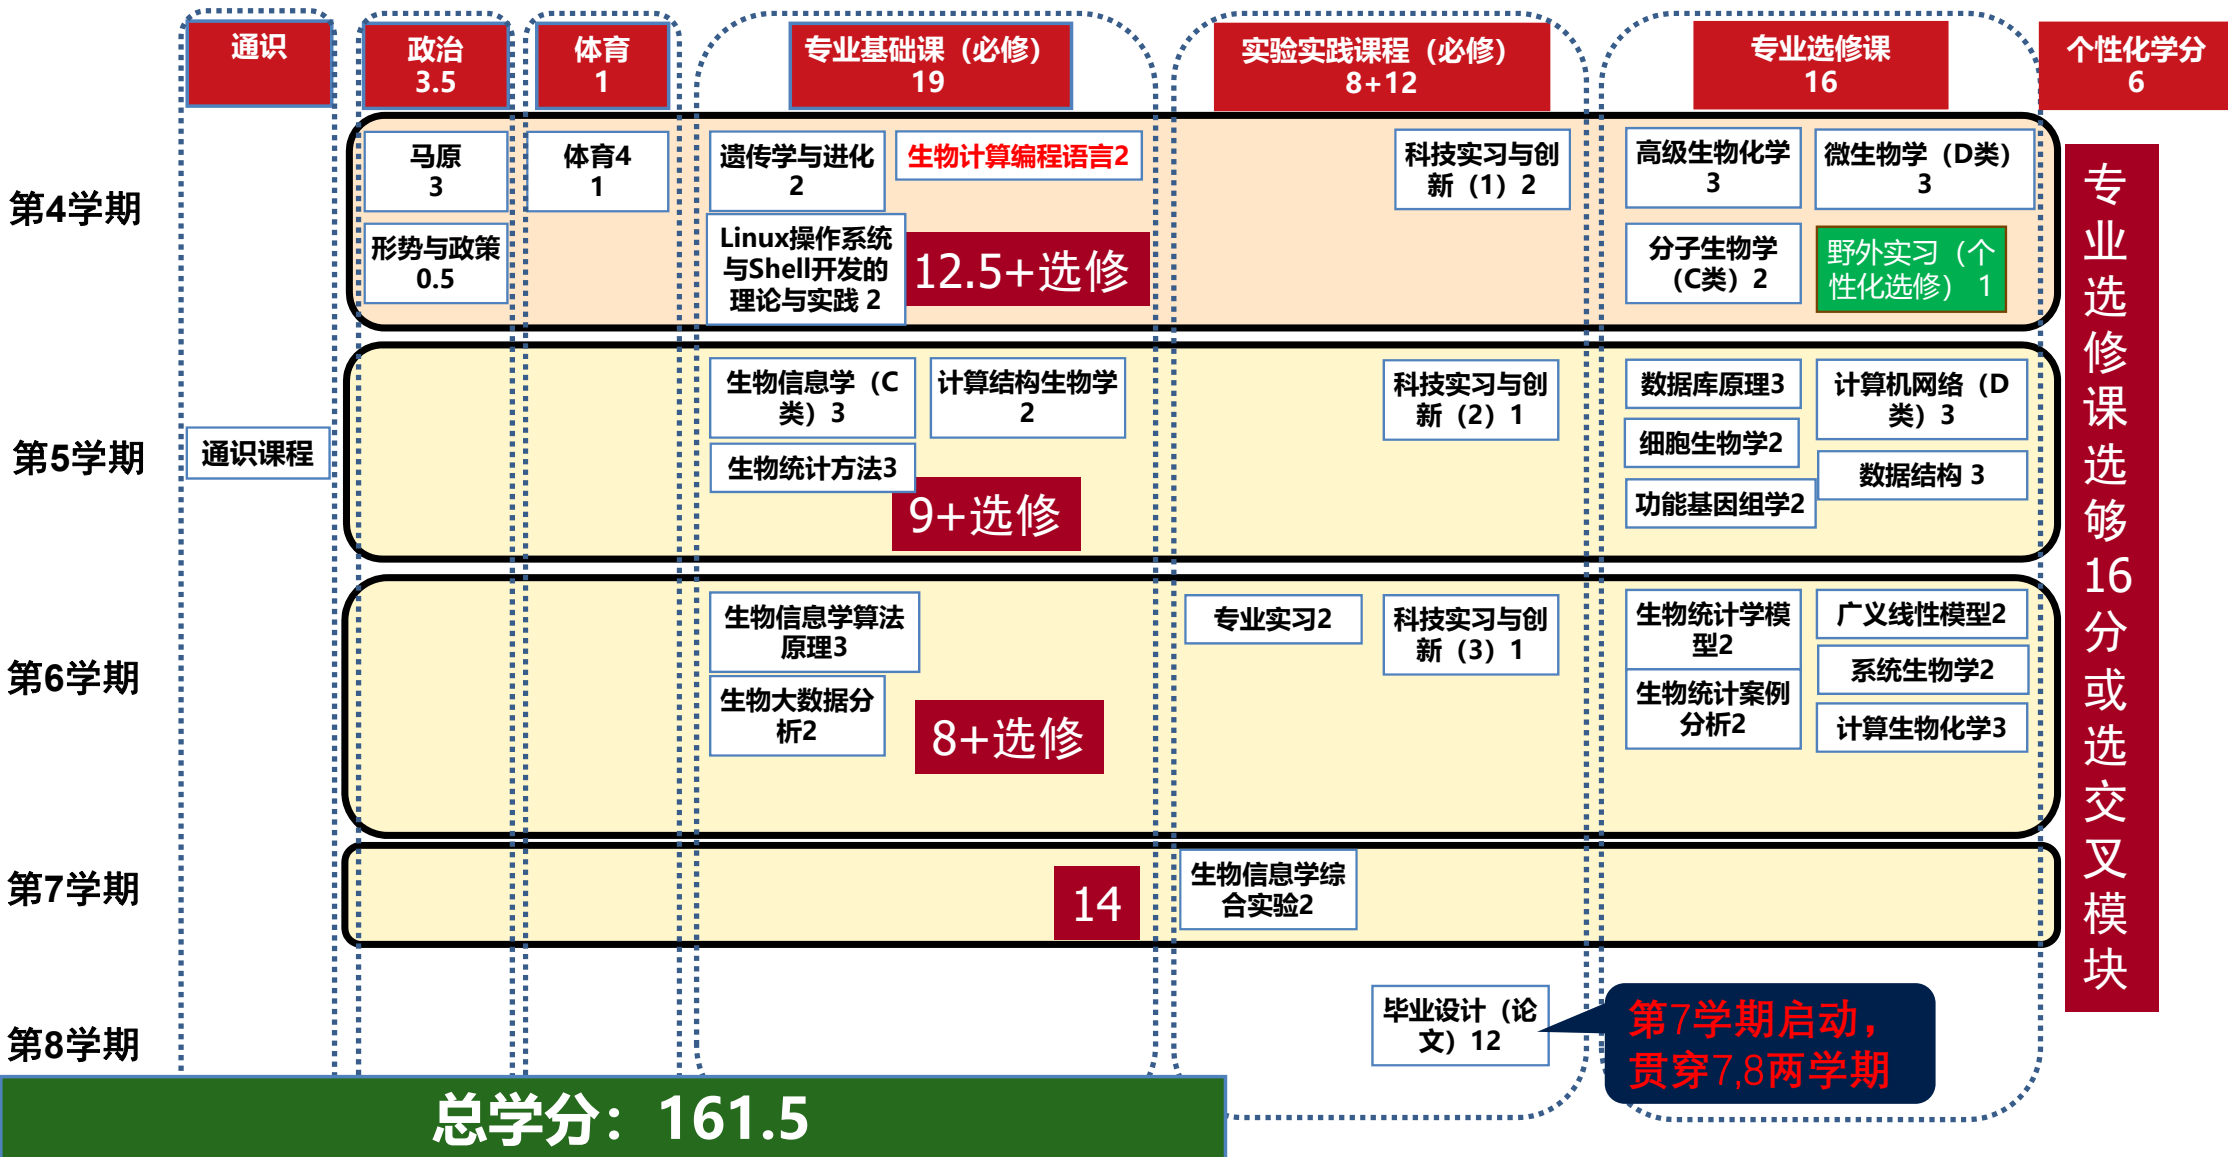 通识
政治
3.5
体育
1
专业基础课（必修）
19
实验实践课程（必修）
8+12
专业选修课
16
个性化学分
6
第4学期
马原
3
形势与政策
0.5
体育4
1
遗传学与进化
2
生物计算编程语言2
Linux操作系统
与Shell开发的
理论与实践 2
12.5+选修
科技实习与创
新（1）2
高级生物化学
3
微生物学（D类）
3
分子生物学
（C类）2
野外实习（个
性化选修） 1
第5学期
通识课程
生物信息学（C
类）3
计算结构生物学
2
生物统计方法3
9+选修
科技实习与创
新（2）1
数据库原理3
计算机网络（D
类）3
细胞生物学2
数据结构 3
功能基因组学2
第6学期
生物信息学算法
原理3
生物大数据分
析2
8+选修
专业实习2
科技实习与创
新（3）1
生物统计学模
型2
广义线性模型2
系统生物学2
生物统计案例
分析2
计算生物化学3
第7学期
14
生物信息学综
合实验2
第8学期
毕业设计（论
文）12
第7学期启动，
贯穿7,8两学期
专
业
选
修
课
选
够
16
分
或
选
交
叉
模
块
总学分：161.5